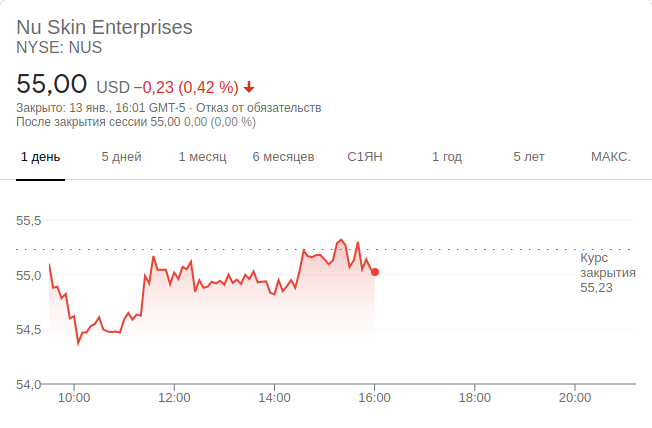 Nu Skin Enterprises
NYSE: NUS
55,00 USD −0,23 (0,42 %)
Закрыто: 13 янв., 16:01 GMT-5 · Отказ от обязательств
После закрытия сессии 55,00 0,00 (0,00 %)
1 день 5 дней 1 месяц 6 месяцев С1ЯН 1 год 5 лет МАКС.
55,5
Курс
закрытия
55,23
55,0
54,5
54,0
10:00 12:00 14:00 16:00 18:00 20:00